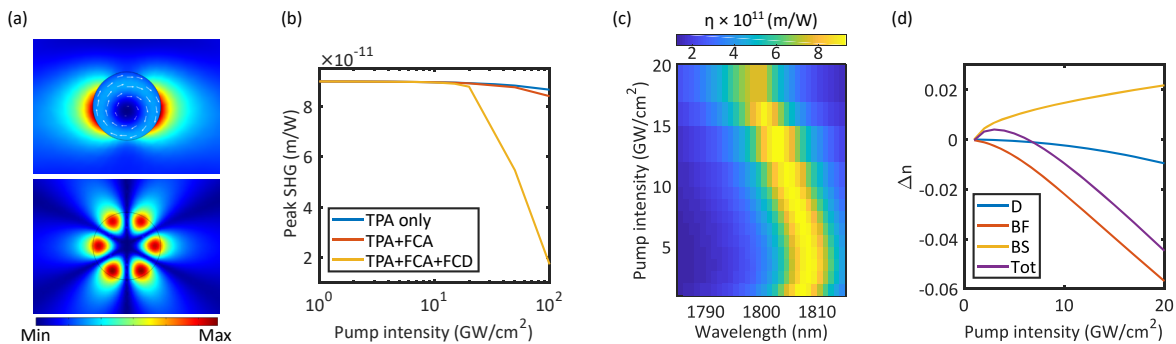 (a)
Min
Max
(b)
×10⁻¹¹
Peak SHG (m/W)
8
6
4
2
TPA only
TPA+FCA
TPA+FCA+FCD
10⁰
10¹
10²
Pump intensity (GW/cm²)
(c)
η × 10¹¹ (m/W)
2 4 6 8
Pump intensity (GW/cm²)
20
15
10
5
1790 1800 1810
Wavelength (nm)
(d)
Δn
0.02
0
-0.02
-0.04
-0.06
D
BF
BS
Tot
0 10 20
Pump intensity (GW/cm²)